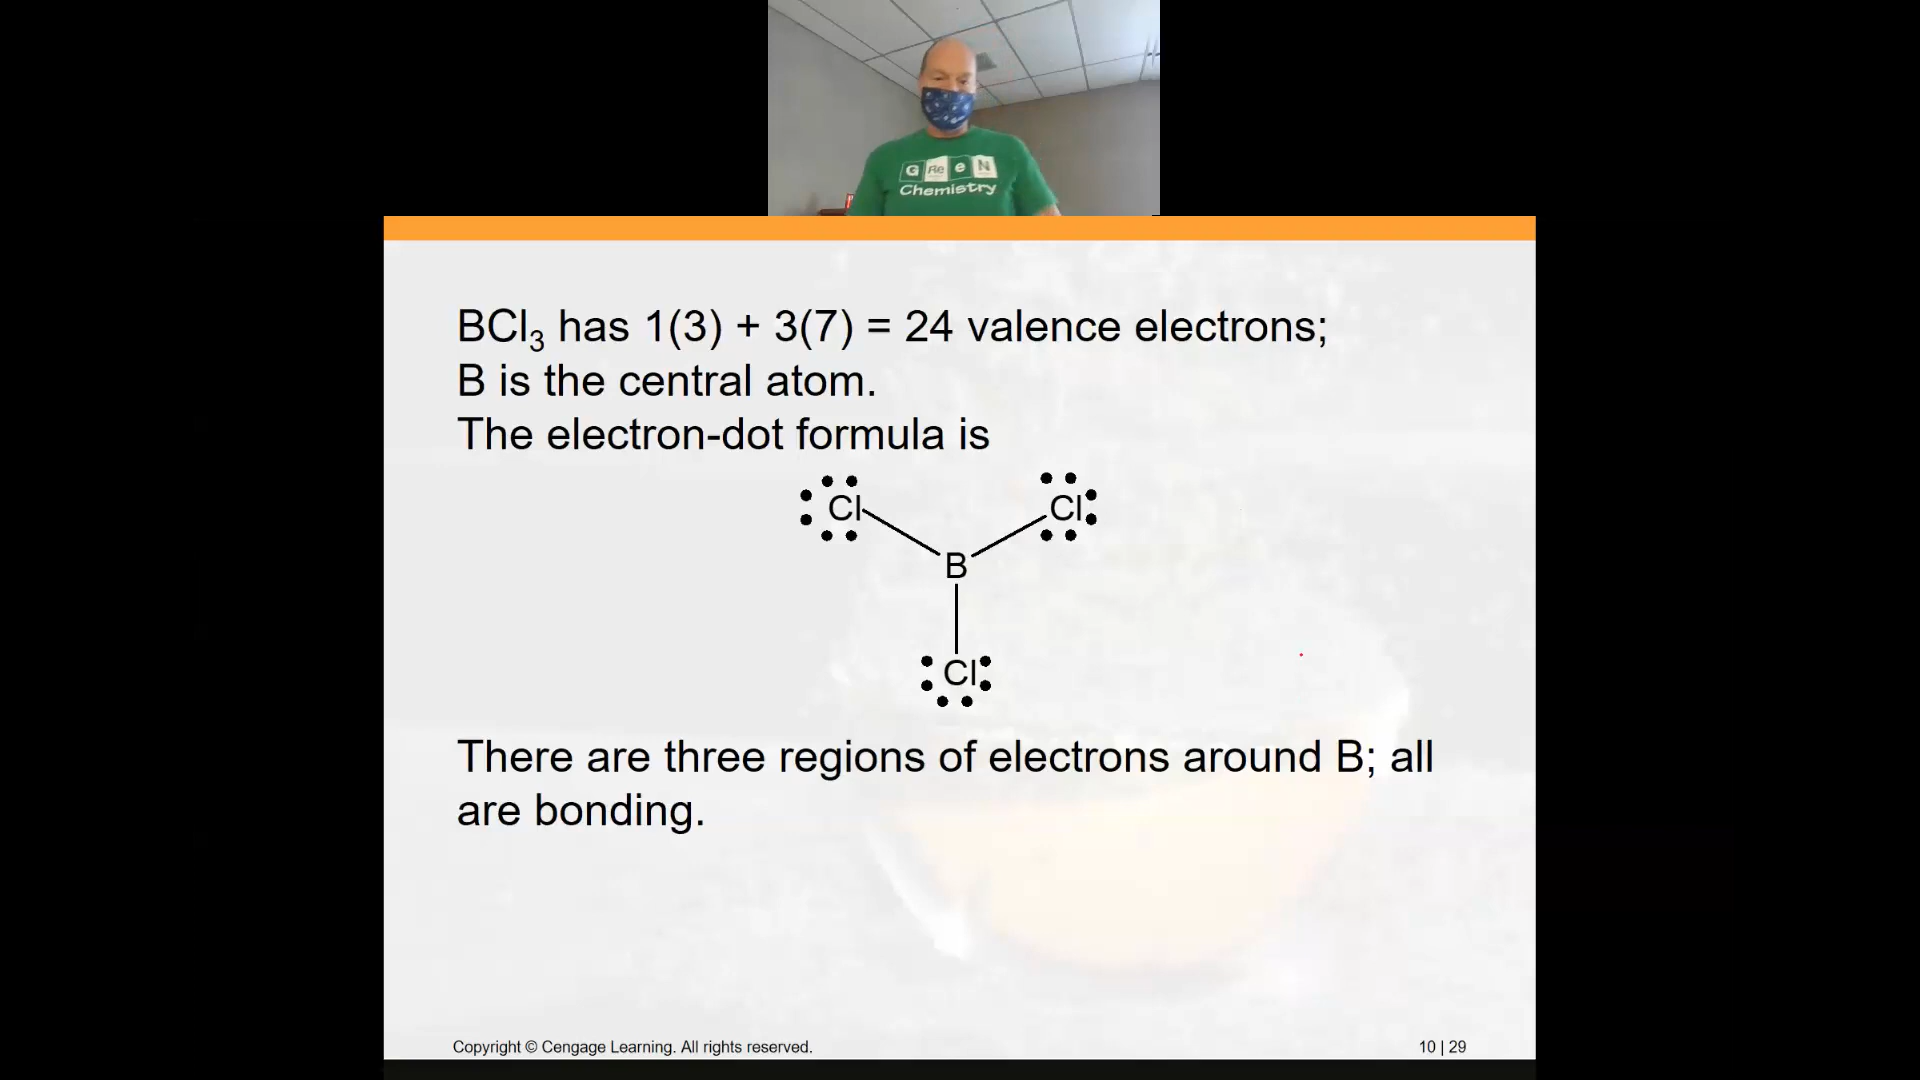 G Re e N
Chemistry
BCl₃ has 1(3) + 3(7) = 24 valence electrons;
B is the central atom.
The electron-dot formula is
Cl Cl
B
Cl
There are three regions of electrons around B; all
are bonding.
Copyright © Cengage Learning. All rights reserved. 10 | 29